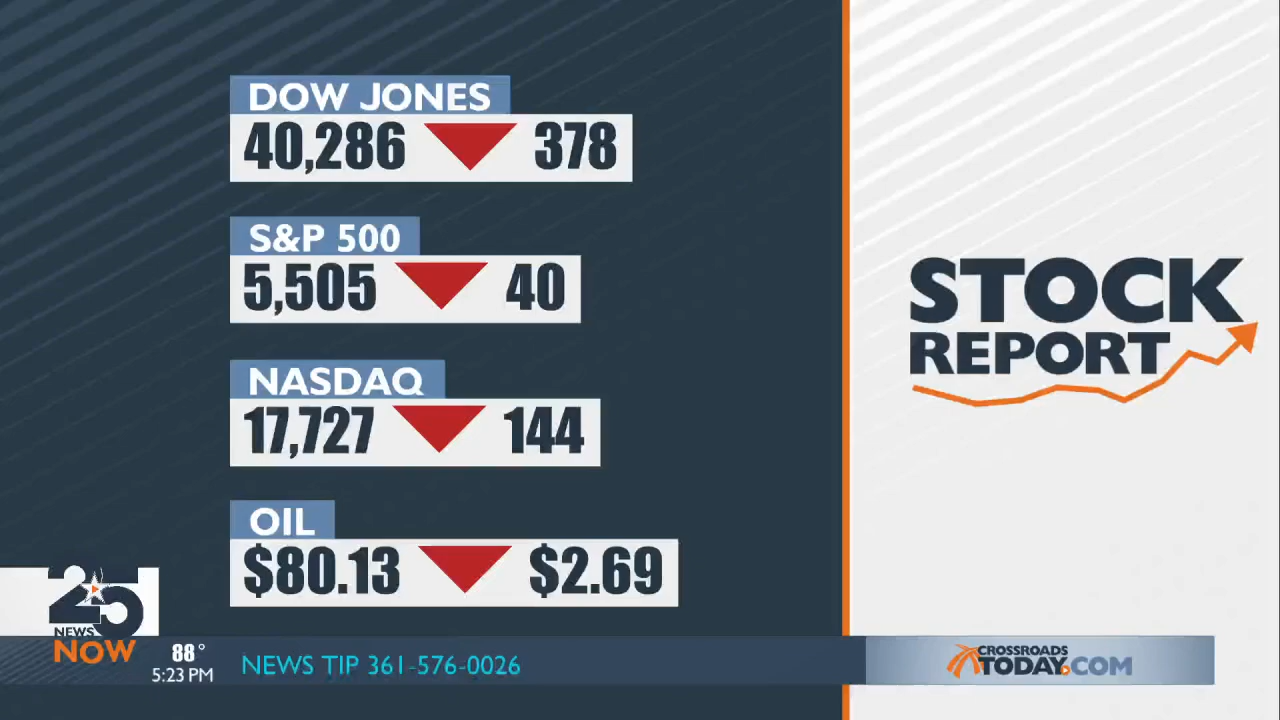 DOW JONES
40,286 378
S&P 500
5,505 40
NASDAQ
17,727 144
OIL
$80.13 $2.69
STOCK
REPORT
25
NEWS
NOW
88°
5:23 PM
NEWS TIP 361-576-0026
CROSSROADS
TODAY.COM